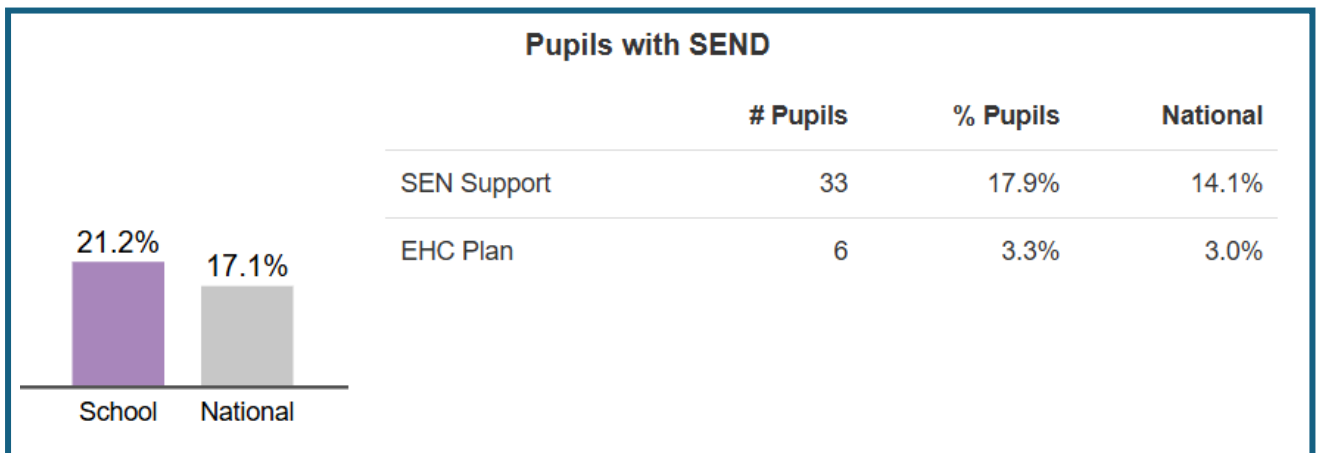 Pupils with SEND
# Pupils % Pupils National
SEN Support 33 17.9% 14.1%
EHC Plan 6 3.3% 3.0%
21.2%
17.1%
School National